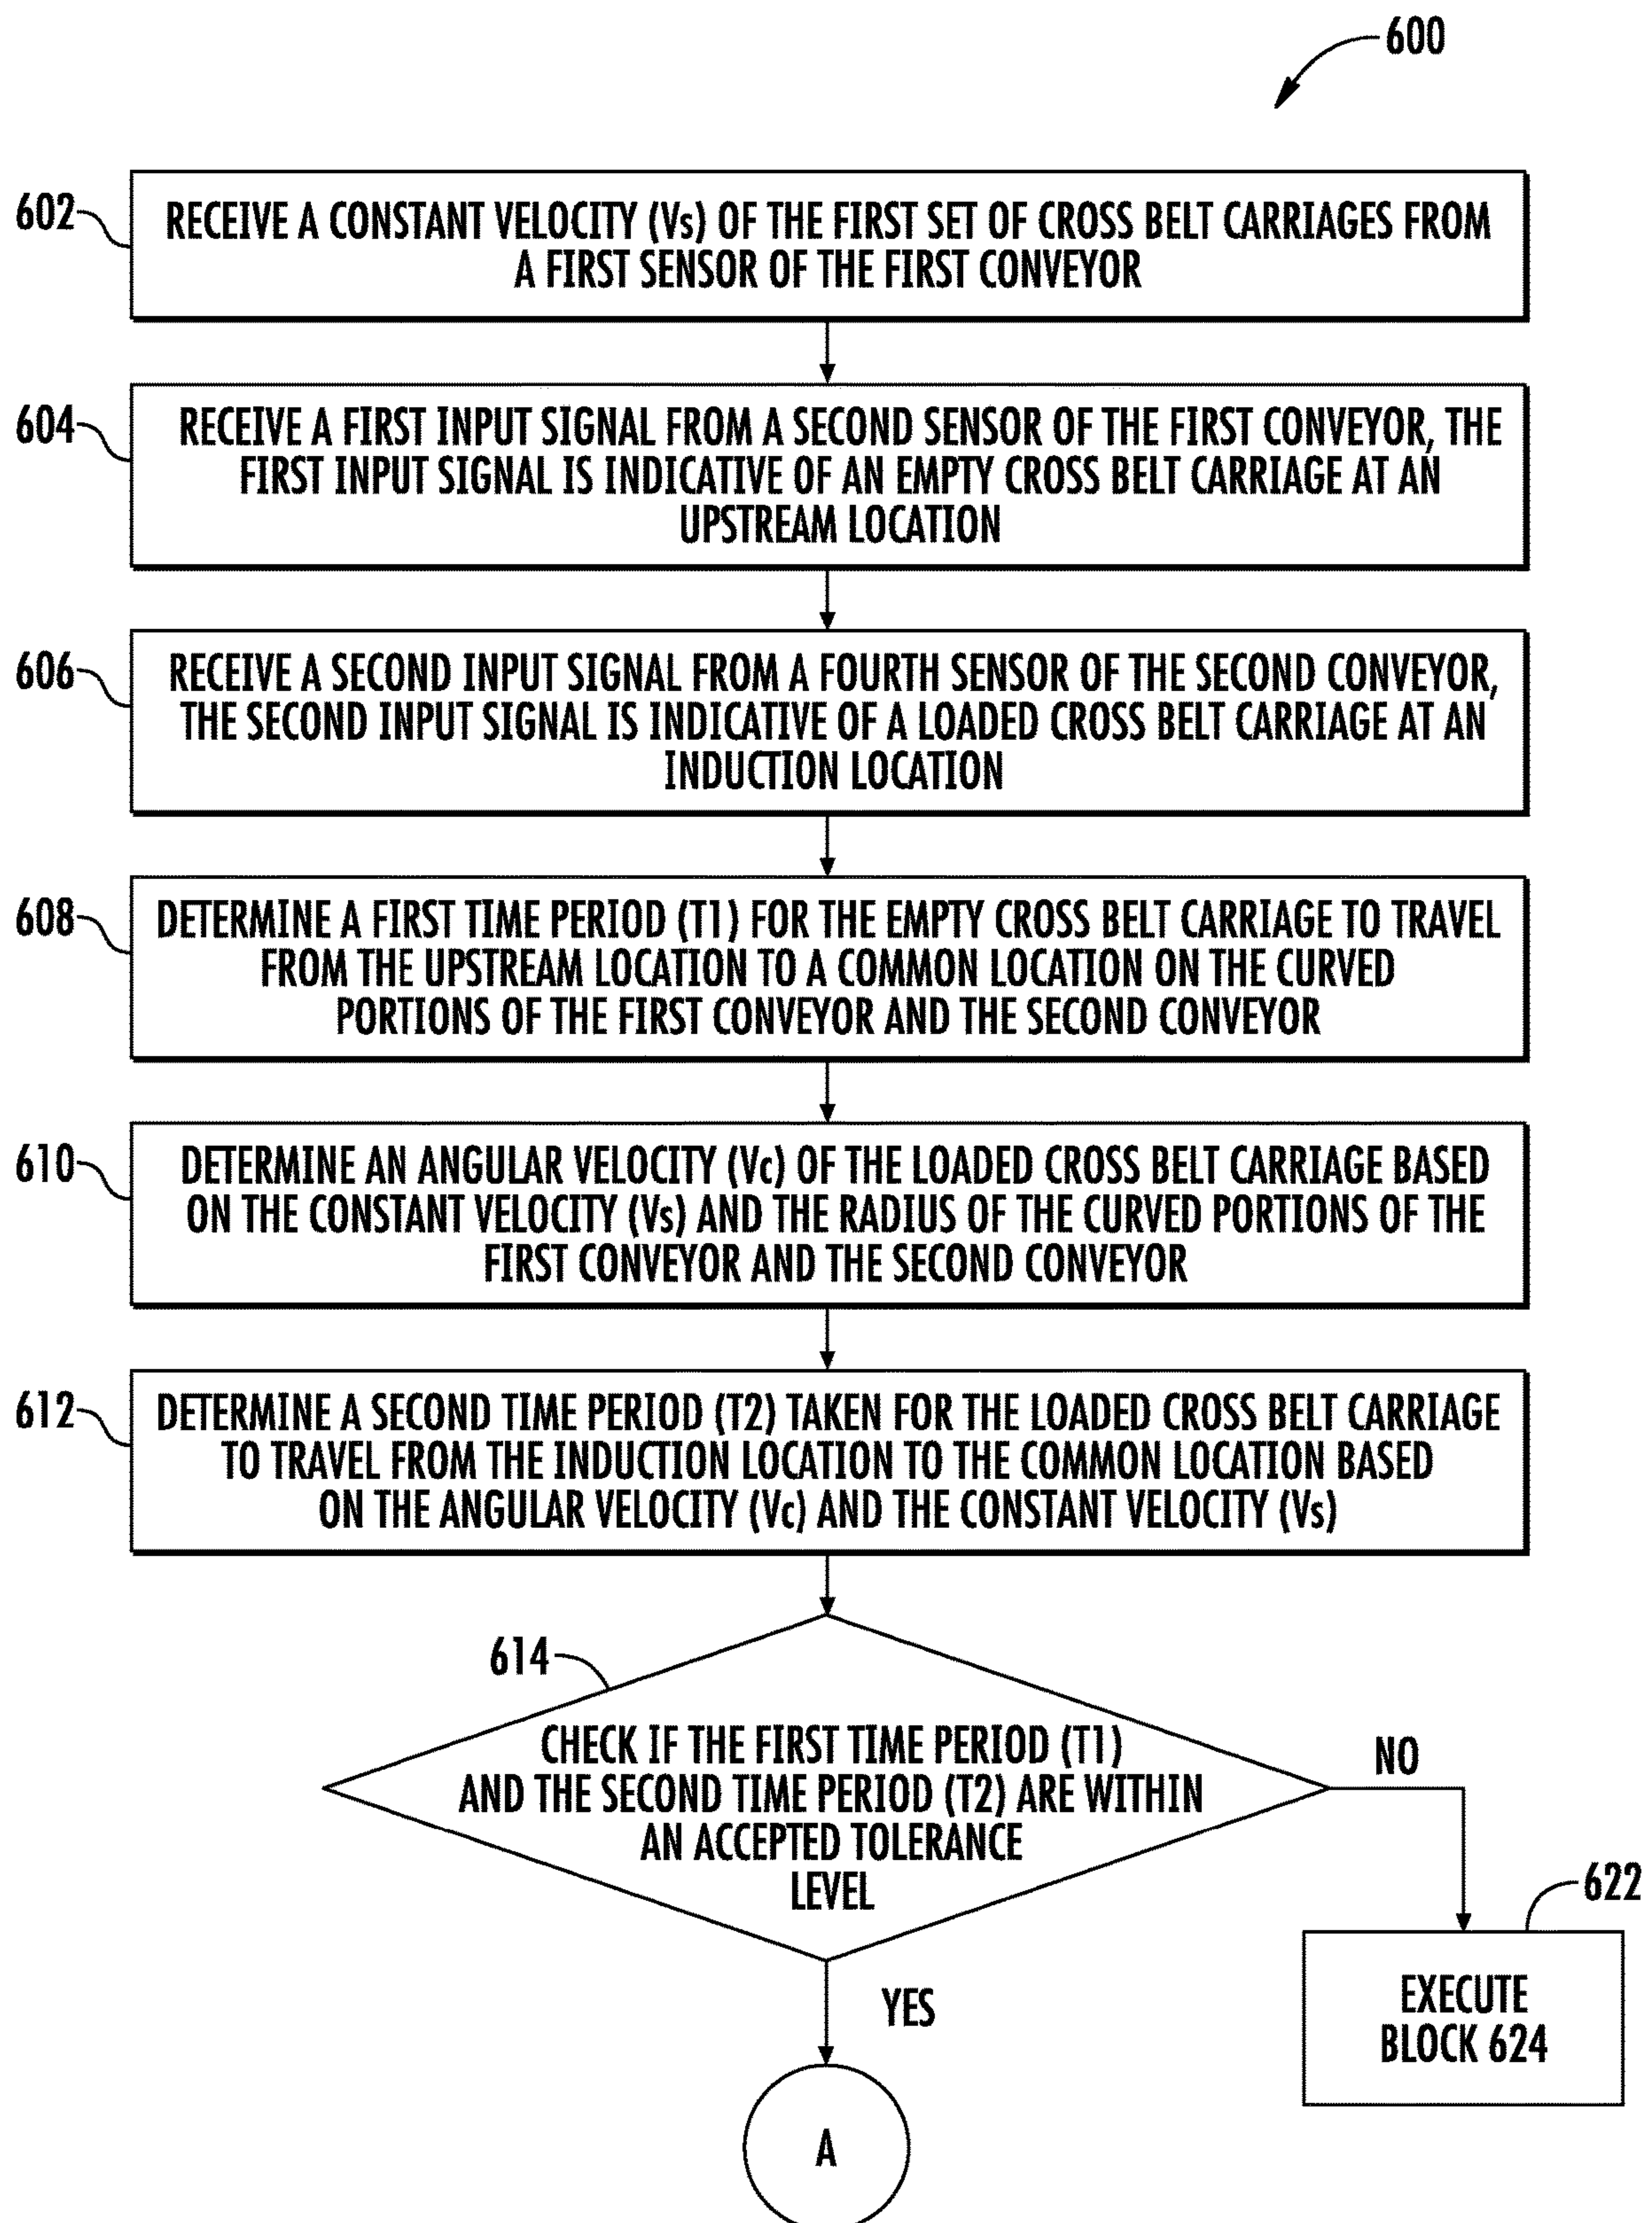 600
602
RECEIVE A CONSTANT VELOCITY (Vs) OF THE FIRST SET OF CROSS BELT CARRIAGES FROM
A FIRST SENSOR OF THE FIRST CONVEYOR
604
RECEIVE A FIRST INPUT SIGNAL FROM A SECOND SENSOR OF THE FIRST CONVEYOR, THE
FIRST INPUT SIGNAL IS INDICATIVE OF AN EMPTY CROSS BELT CARRIAGE AT AN
UPSTREAM LOCATION
606
RECEIVE A SECOND INPUT SIGNAL FROM A FOURTH SENSOR OF THE SECOND CONVEYOR,
THE SECOND INPUT SIGNAL IS INDICATIVE OF A LOADED CROSS BELT CARRIAGE AT AN
INDUCTION LOCATION
608
DETERMINE A FIRST TIME PERIOD (T1) FOR THE EMPTY CROSS BELT CARRIAGE TO TRAVEL
FROM THE UPSTREAM LOCATION TO A COMMON LOCATION ON THE CURVED
PORTIONS OF THE FIRST CONVEYOR AND THE SECOND CONVEYOR
610
DETERMINE AN ANGULAR VELOCITY (Vc) OF THE LOADED CROSS BELT CARRIAGE BASED
ON THE CONSTANT VELOCITY (Vs) AND THE RADIUS OF THE CURVED PORTIONS OF THE
FIRST CONVEYOR AND THE SECOND CONVEYOR
612
DETERMINE A SECOND TIME PERIOD (T2) TAKEN FOR THE LOADED CROSS BELT CARRIAGE
TO TRAVEL FROM THE INDUCTION LOCATION TO THE COMMON LOCATION BASED
ON THE ANGULAR VELOCITY (Vc) AND THE CONSTANT VELOCITY (Vs)
614
CHECK IF THE FIRST TIME PERIOD (T1)
AND THE SECOND TIME PERIOD (T2) ARE WITHIN
AN ACCEPTED TOLERANCE
LEVEL
NO
622
EXECUTE
BLOCK 624
YES
A